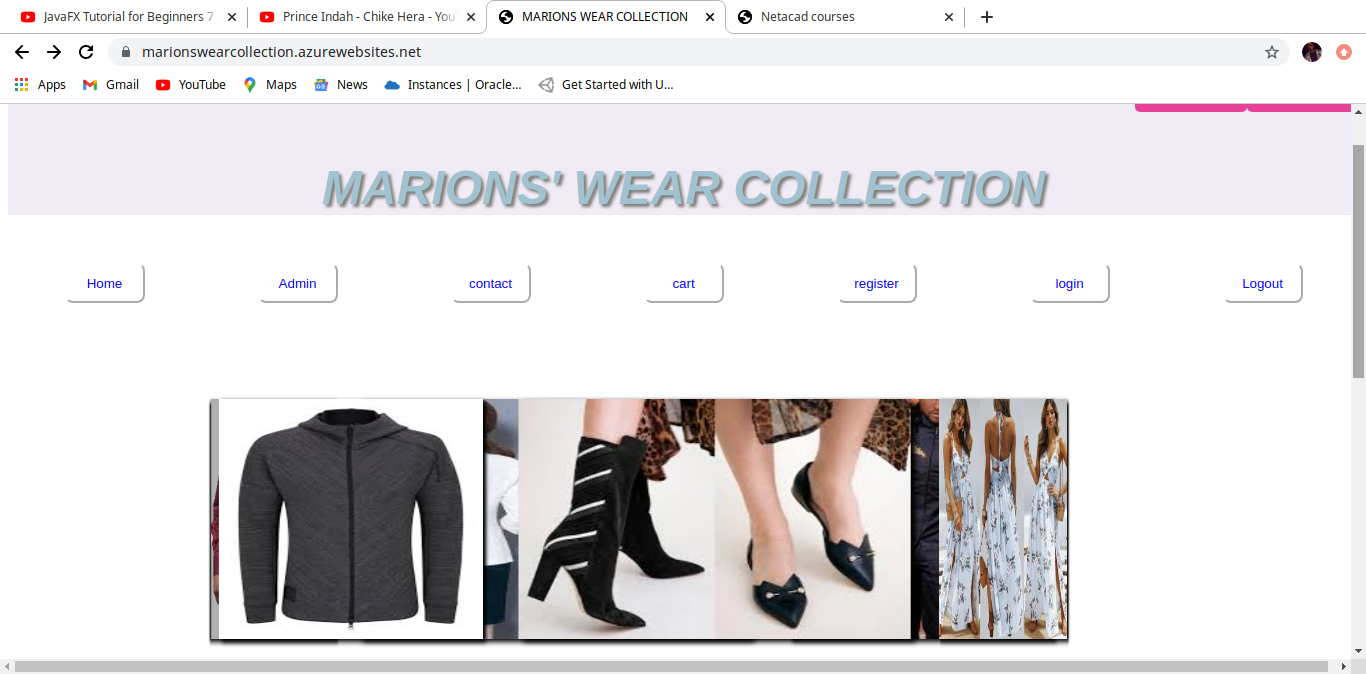 JavaFX Tutorial for Beginners 7
Prince Indah - Chike Hera - You
MARIONS WEAR COLLECTION
Netacad courses
marionswearcollection.azurewebsites.net
Apps
Gmail
YouTube
Maps
News
Instances | Oracle...
Get Started with U...
MARIONS' WEAR COLLECTION
Home
Admin
contact
cart
register
login
Logout